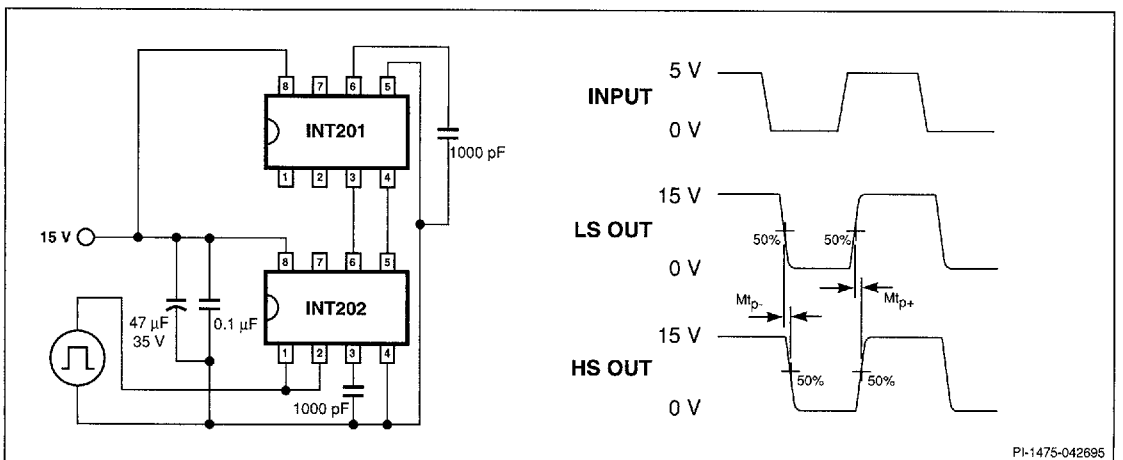 8 7 6 5
INT201
1 2 3 4
1000 pF
15 V
8 7 6 5
INT202
1 2 3 4
47 µF
35 V
0.1 µF
1000 pF
INPUT
5 V
0 V
LS OUT
15 V
0 V
50% 50%
Mtp- Mtp+
HS OUT
15 V
0 V
50% 50%
PI-1475-042695